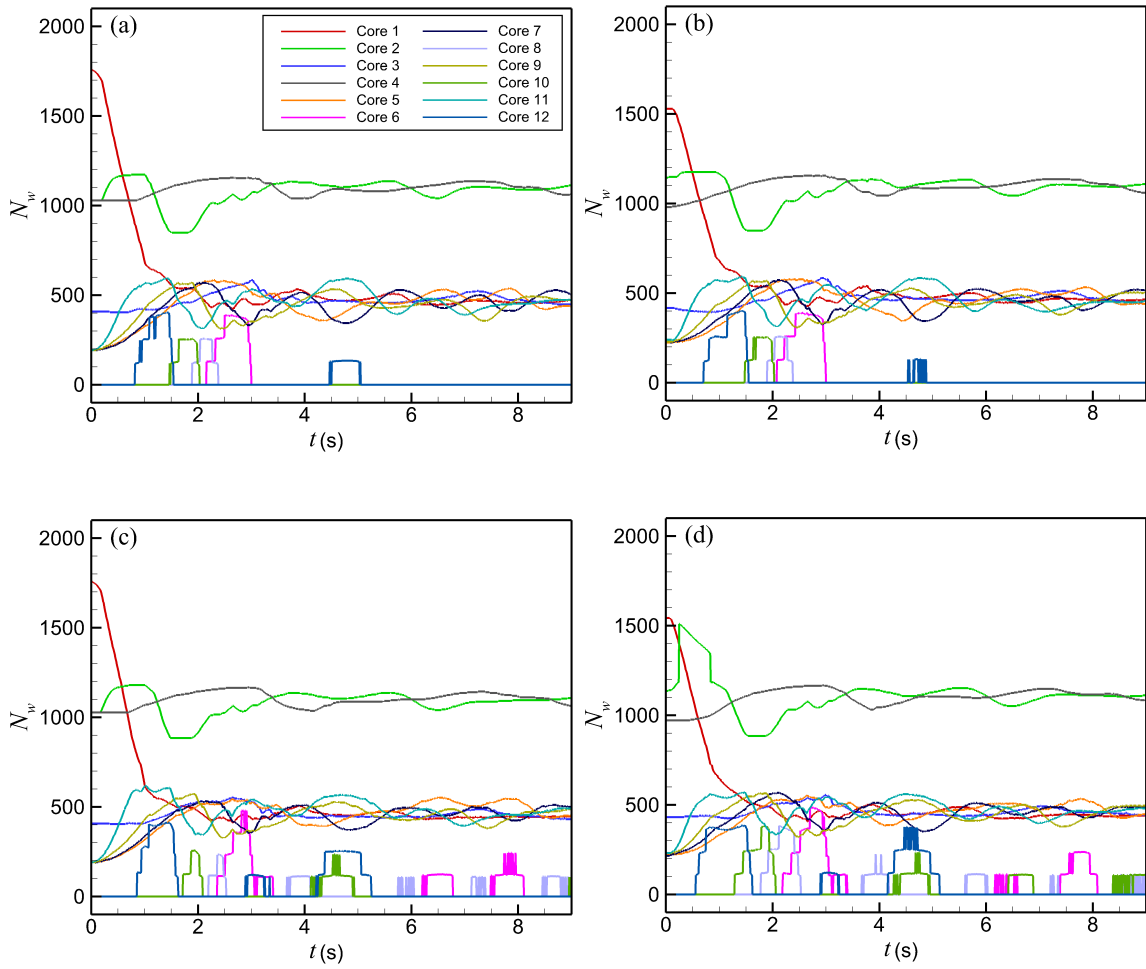 (a)
Core 1 Core 7
Core 2 Core 8
Core 3 Core 9
Core 4 Core 10
Core 5 Core 11
Core 6 Core 12
2000
1500
1000
500
0
N_w
0 2 4 6 8
t (s)
(b)
2000
1500
1000
500
0
N_w
0 2 4 6 8
t (s)
(c)
2000
1500
1000
500
0
N_w
0 2 4 6 8
t (s)
(d)
2000
1500
1000
500
0
N_w
0 2 4 6 8
t (s)